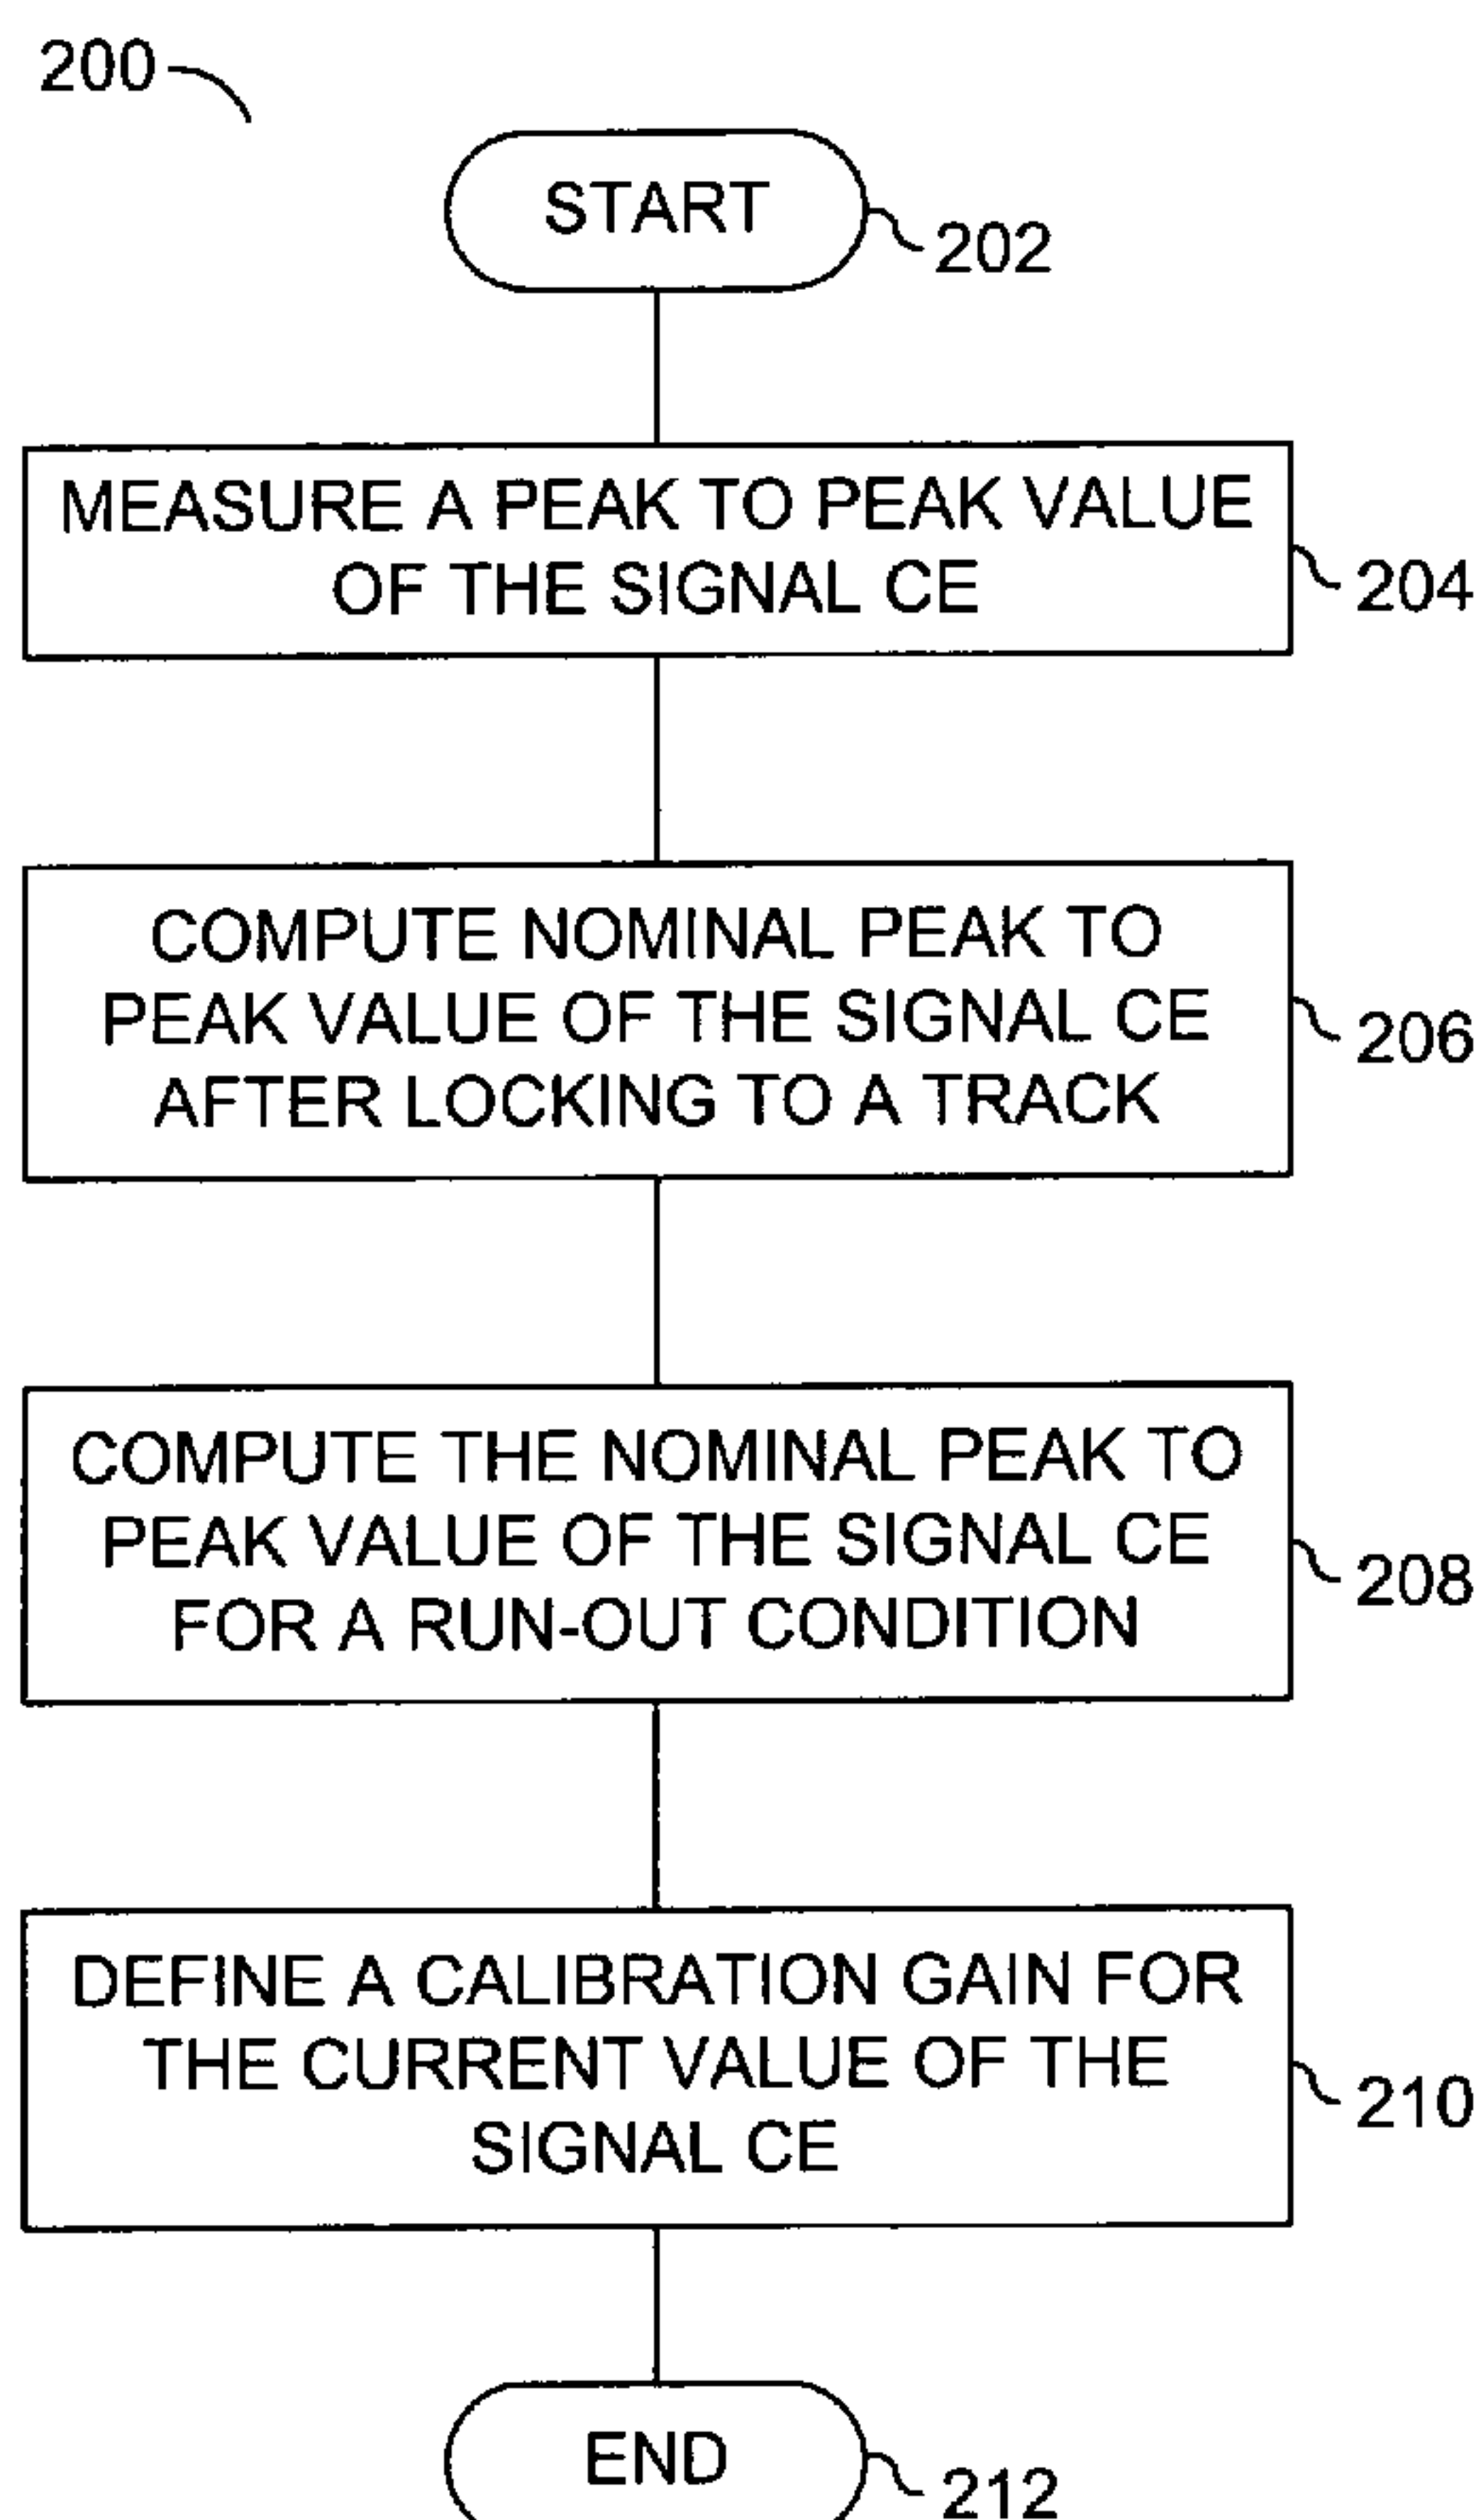 200
START
202
MEASURE A PEAK TO PEAK VALUE
OF THE SIGNAL CE
204
COMPUTE NOMINAL PEAK TO
PEAK VALUE OF THE SIGNAL CE
AFTER LOCKING TO A TRACK
206
COMPUTE THE NOMINAL PEAK TO
PEAK VALUE OF THE SIGNAL CE
FOR A RUN-OUT CONDITION
208
DEFINE A CALIBRATION GAIN FOR
THE CURRENT VALUE OF THE
SIGNAL CE
210
END
212